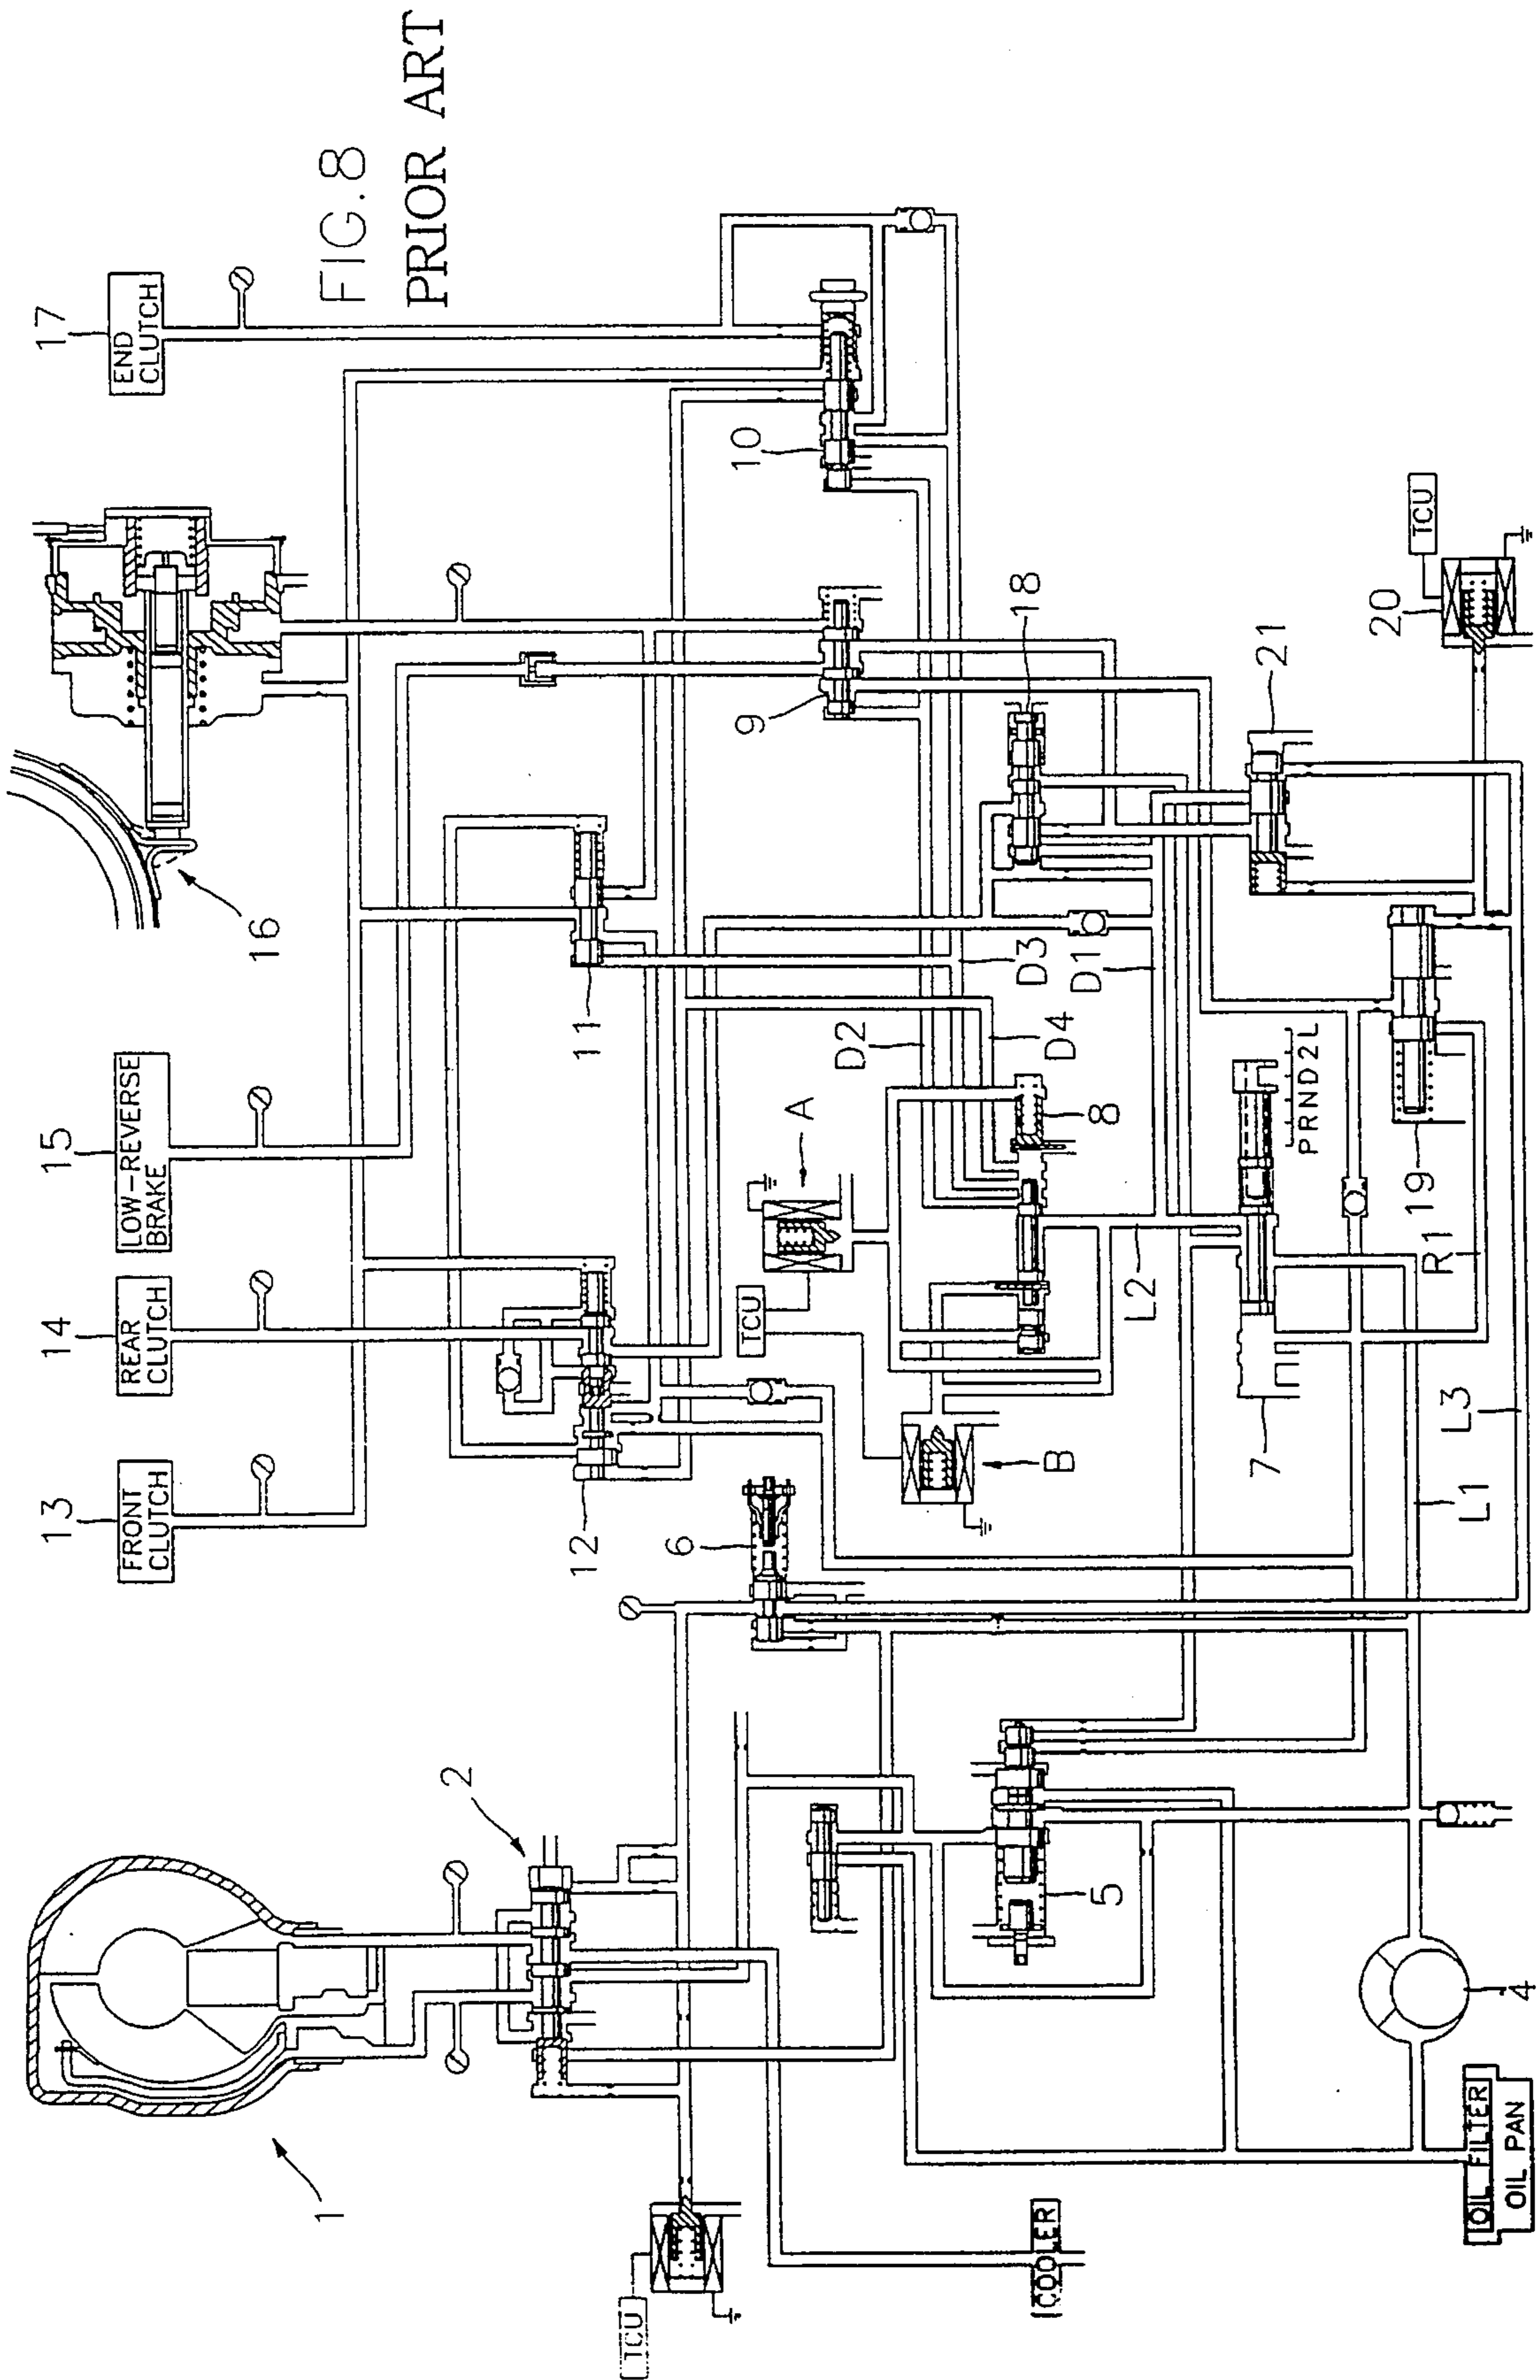 FIG.8
PRIOR ART
17
END
CLUTCH
16
15
LOW-REVERSE
BRAKE
14
REAR
CLUTCH
13
FRONT
CLUTCH
1
2
12
11
10
9
18
D2
D3
D4
D1
A
8
TCU
B
L2
6
5
TCU
COOLER
TCU
20
21
19
PRND2L
R1
7
L1
L3
4
OIL FILTER
OIL PAN